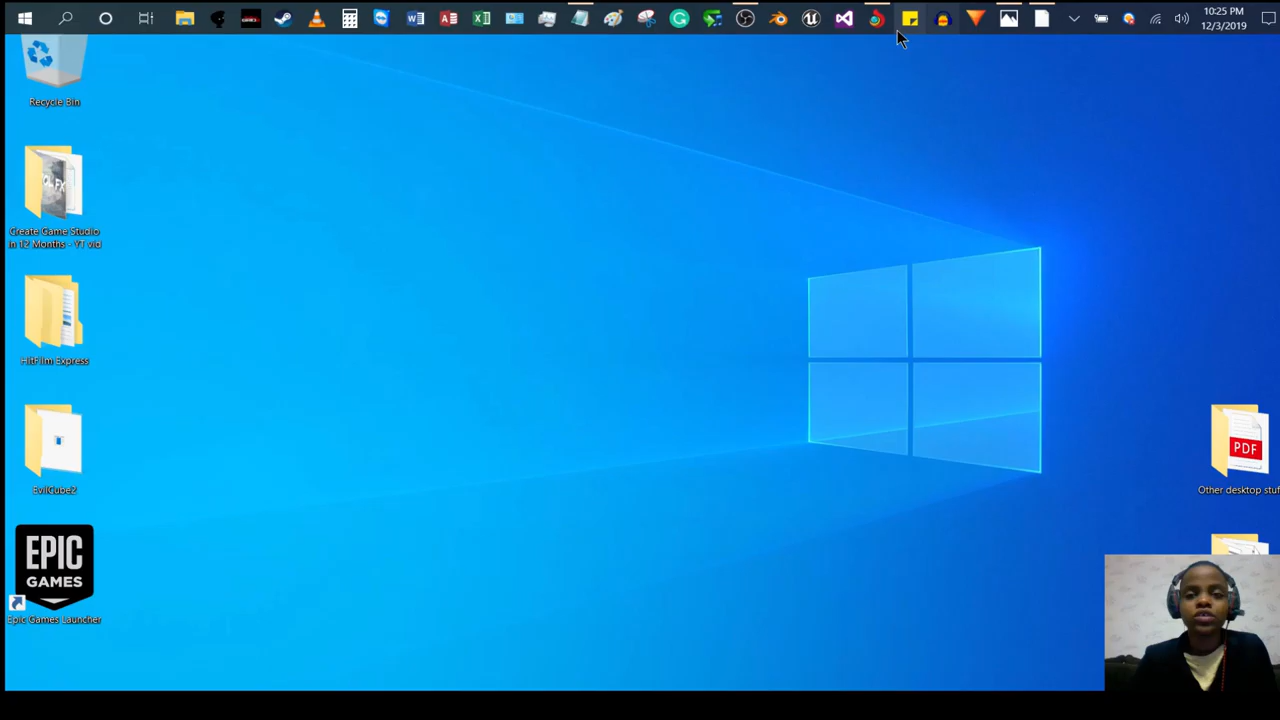 10:25 PM
12/3/2019
Recycle Bin
Create Game Studio
in 12 Months - YT vid
HitFilm Express
EvilCube2
EPIC
GAMES
Epic Games Launcher
PDF
Other desktop stuf